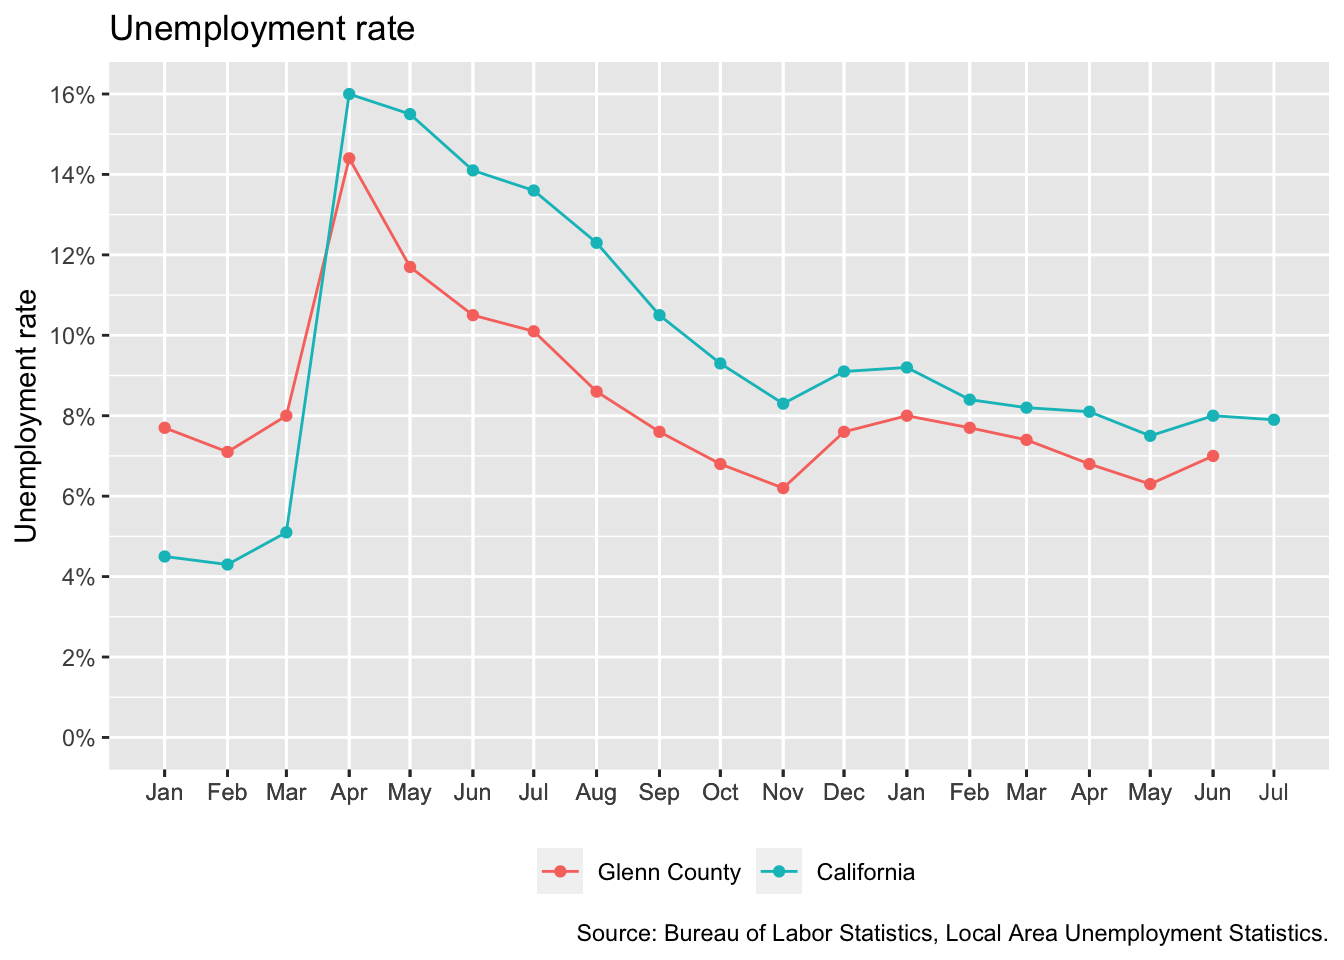 Unemployment rate
Unemployment rate
16%
14%
12%
10%
8%
6%
4%
2%
0%
Jan Feb Mar Apr May Jun Jul Aug Sep Oct Nov Dec Jan Feb Mar Apr May Jun Jul
Glenn County California
Source: Bureau of Labor Statistics, Local Area Unemployment Statistics.